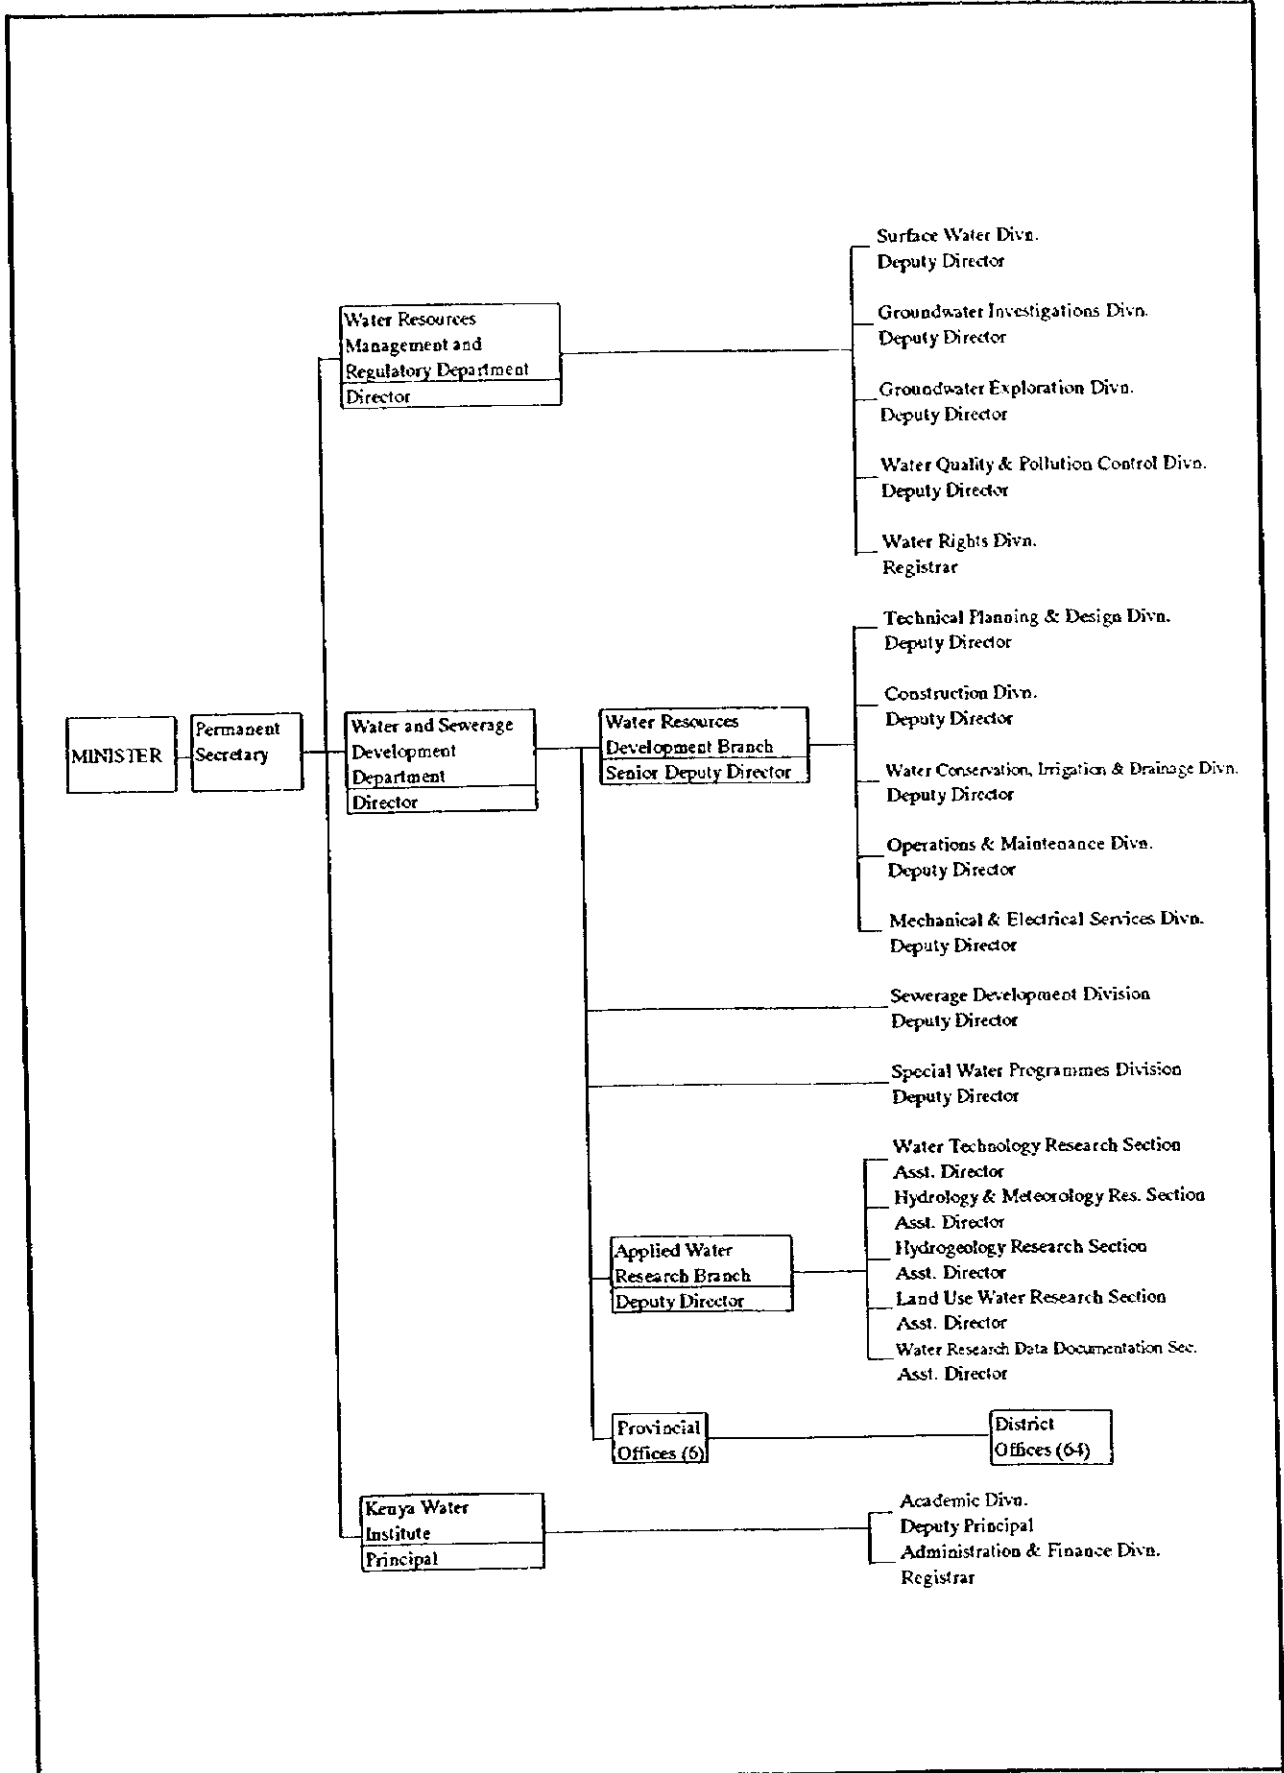 Surface Water Divn.
Deputy Director
Water Resources
Management and
Regulatory Department
Director
Groundwater Investigations Divn.
Deputy Director
Groundwater Exploration Divn.
Deputy Director
Water Quality & Pollution Control Divn.
Deputy Director
Water Rights Divn.
Registrar
MINISTER
Permanent
Secretary
Water and Sewerage
Development
Department
Director
Water Resources
Development Branch
Senior Deputy Director
Technical Planning & Design Divn.
Deputy Director
Construction Divn.
Deputy Director
Water Conservation, Irrigation & Drainage Divn.
Deputy Director
Operations & Maintenance Divn.
Deputy Director
Mechanical & Electrical Services Divn.
Deputy Director
Sewerage Development Division
Deputy Director
Special Water Programmes Division
Deputy Director
Applied Water
Research Branch
Deputy Director
Water Technology Research Section
Asst. Director
Hydrology & Meteorology Res. Section
Asst. Director
Hydrogeology Research Section
Asst. Director
Land Use Water Research Section
Asst. Director
Water Research Data Documentation Sec.
Asst. Director
Provincial
Offices (6)
District
Offices (64)
Kenya Water
Institute
Principal
Academic Divn.
Deputy Principal
Administration & Finance Divn.
Registrar